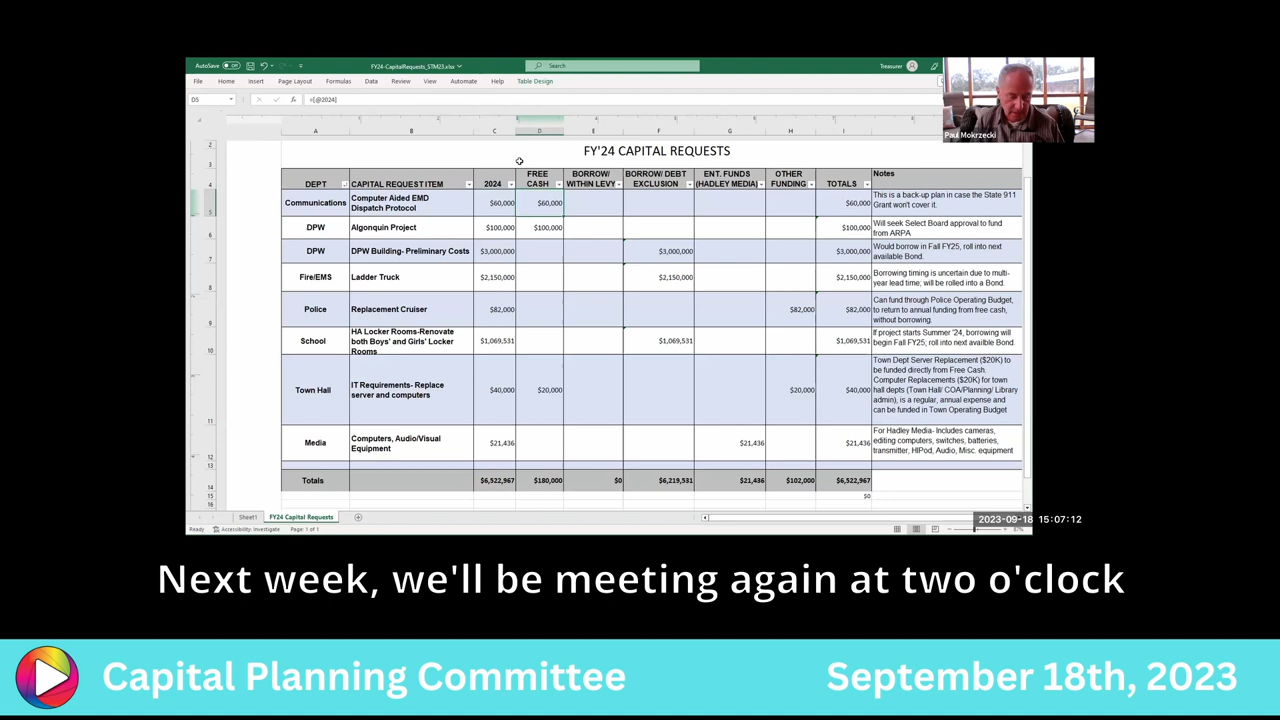 AutoSave Off FY24-CapitalRequests_STM23.xlsx Search Treasurer
File Home Insert Page Layout Formulas Data Review View Automate Help Table Design
D5 fx =[@2024]
A B C D E F G H I
Paul Mokrzecki
FY'24 CAPITAL REQUESTS
DEPT CAPITAL REQUEST ITEM 2024 FREE CASH BORROW/ WITHIN LEVY BORROW/ DEBT EXCLUSION ENT. FUNDS (HADLEY MEDIA) OTHER FUNDING TOTALS Notes
Communications Computer Aided EMD Dispatch Protocol $60,000 $60,000 $60,000 This is a back-up plan in case the State 911 Grant won't cover it.
DPW Algonquin Project $100,000 $100,000 $100,000 Will seek Select Board approval to fund from ARPA
DPW DPW Building- Preliminary Costs $3,000,000 $3,000,000 $3,000,000 Would borrow in Fall FY25, roll into next available Bond.
Fire/EMS Ladder Truck $2,150,000 $2,150,000 $2,150,000 Borrowing timing is uncertain due to multi-year lead time; will be rolled into a Bond.
Police Replacement Cruiser $82,000 $82,000 $82,000 Can fund through Police Operating Budget, to return to annual funding from free cash, without borrowing.
School HA Locker Rooms-Renovate both Boys' and Girls' Locker Rooms $1,069,531 $1,069,531 $1,069,531 If project starts Summer '24, borrowing will begin Fall FY25, roll into next availble Bond.
Town Hall IT Requirements- Replace server and computers $40,000 $20,000 $20,000 $40,000 Town Dept Server Replacement ($20K) to be funded directly from Free Cash. Computer Replacements ($20K) for town hall depts (Town Hall/ COA/Planning/ Library admin), is a regular, annual expense and can be funded in Town Operating Budget
Media Computers, Audio/Visual Equipment $21,436 $21,436 $21,436 For Hadley Media- Includes cameras, editing computers, switches, batteries, transmitter, HIPod, Audio, Misc. equipment
Totals $6,522,967 $180,000 $0 $6,219,531 $21,436 $102,000 $6,522,967
$0
Sheet1 FY24 Capital Requests
Ready Accessibility: Investigate Page: 1 of 1 87%
2023-09-18 15:07:12
Next week, we'll be meeting again at two o'clock
Capital Planning Committee September 18th, 2023